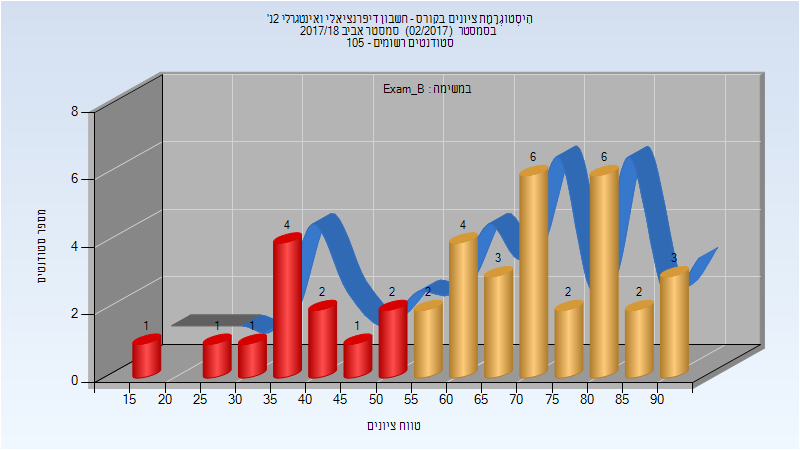 היסטוגרמת ציונים בקורס - חשבון דיפרנציאלי ואינטגרלי 2נ'
בסמסטר (02/2017) סמסטר אביב 2017/18
סטודנטים רשומים - 105
במשימה : Exam_B
מספר סטודנטים
8
6
4
2
0
1
1
1
4
2
1
2
2
4
3
6
2
6
2
3
15 20 25 30 35 40 45 50 55 60 65 70 75 80 85 90
טווח ציונים